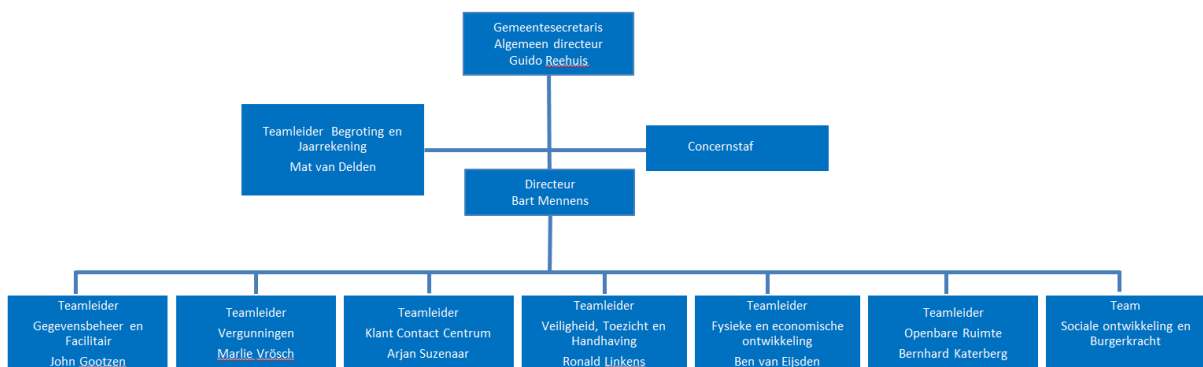 Gemeentesecretaris
Algemeen directeur
Guido Reehuis
Teamleider Begroting en
Jaarrekening
Mat van Delden
Concernstaf
Directeur
Bart Mennens
Teamleider
Gegevensbeheer en
Facilitair
John Gootzen
Teamleider
Vergunningen
Marlie Vrösch
Teamleider
Klant Contact Centrum
Arjan Suzenaar
Teamleider
Veiligheid, Toezicht en
Handhaving
Ronald Linkens
Teamleider
Fysieke en economische
ontwikkeling
Ben van Eijsden
Teamleider
Openbare Ruimte
Bernhard Katerberg
Team
Sociale ontwikkeling en
Burgerkracht